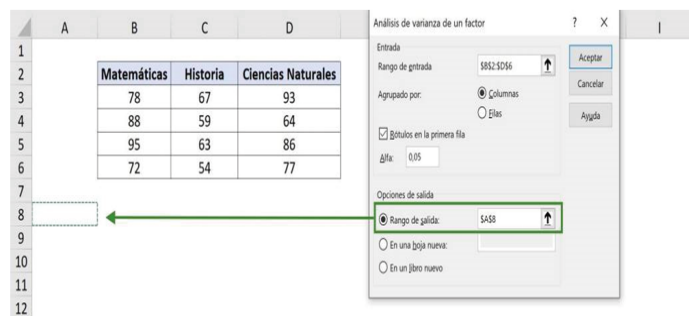 A B C D I
Análisis de varianza de un factor ? X
1
2 Matemáticas Historia Ciencias Naturales
3 78 67 93
4 88 59 64
5 95 63 86
6 72 54 77
7
8
9
10
11
12
Entrada
Rango de entrada $B$2:$D$6
Agrupado por: Columnas
Filas
Rótulos en la primera fila
Alfa: 0,05
Aceptar
Cancelar
Ayuda
Opciones de salida
Rango de salida: $A$8
En una hoja nueva:
En un libro nuevo